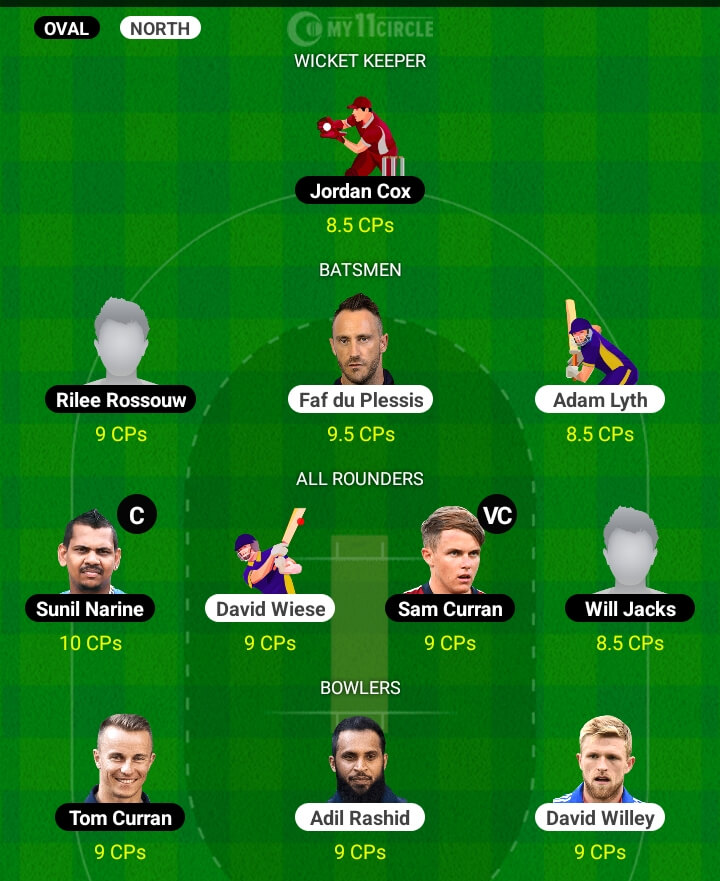 OVAL NORTH
MY11CIRCLE
WICKET KEEPER
Jordan Cox
8.5 CPs
BATSMEN
Rilee Rossouw Faf du Plessis Adam Lyth
9 CPs 9.5 CPs 8.5 CPs
ALL ROUNDERS
C VC
Sunil Narine David Wiese Sam Curran Will Jacks
10 CPs 9 CPs 9 CPs 8.5 CPs
BOWLERS
Tom Curran Adil Rashid David Willey
9 CPs 9 CPs 9 CPs